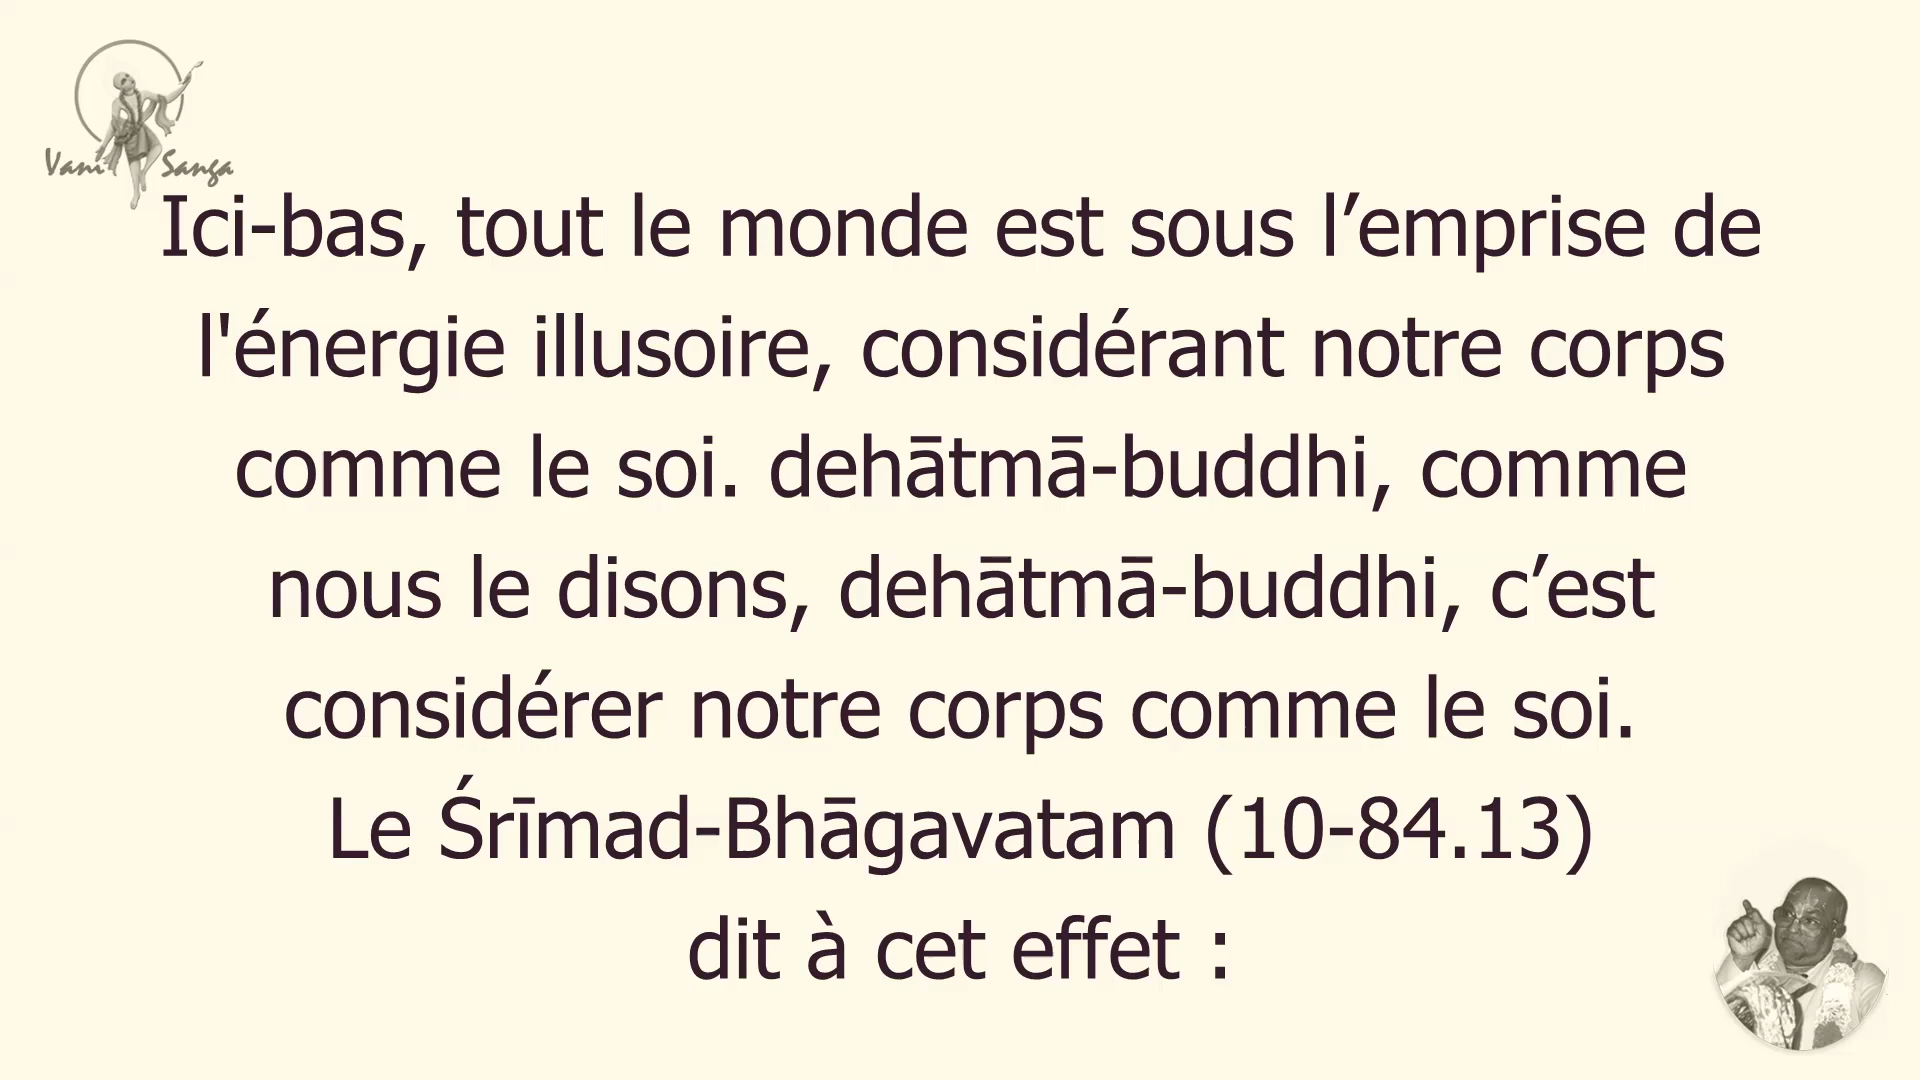 Vani Sanga
Ici-bas, tout le monde est sous l’emprise de
l'énergie illusoire, considérant notre corps
comme le soi. dehātmā-buddhi, comme
nous le disons, dehātmā-buddhi, c’est
considérer notre corps comme le soi.
Le Śrīmad-Bhāgavatam (10-84.13)
dit à cet effet :